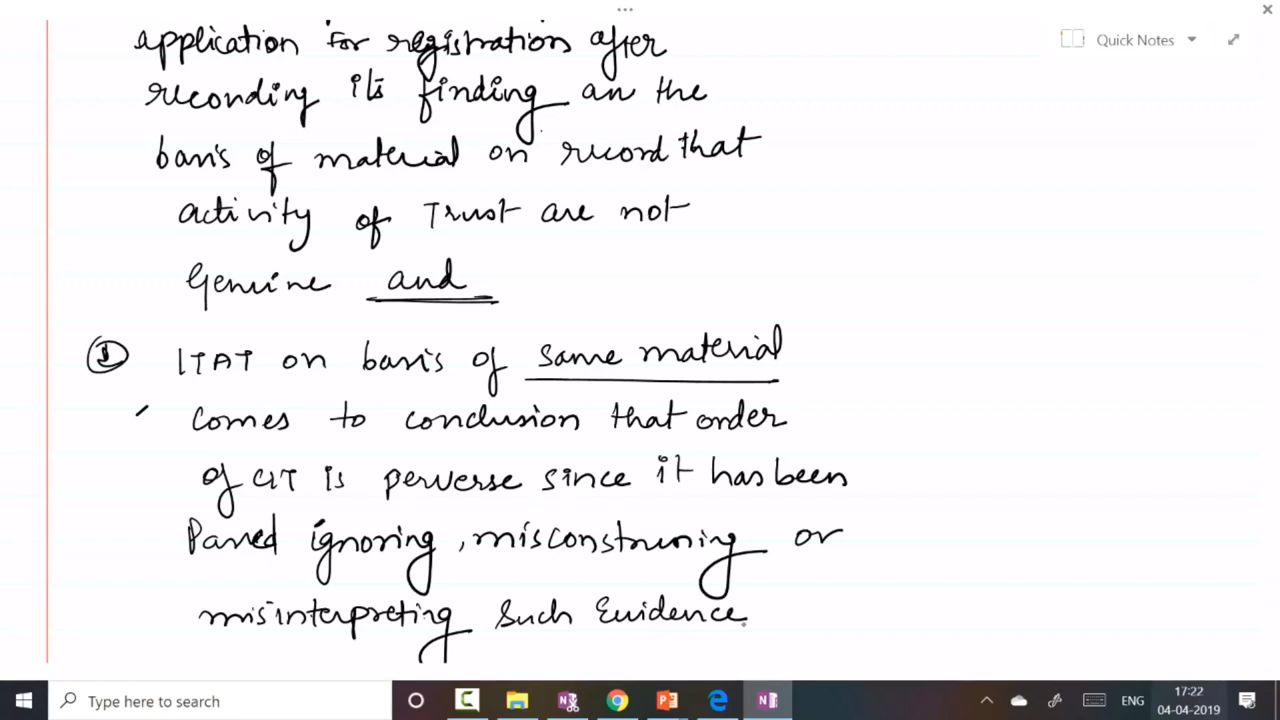 application for registration after
Quick Notes
reconding its finding an the
basis of material on record that
activity of Trust are not
Genuine and
ITAT on basis of same material
comes to conclusion that order
of CIT is perverse since it has been
Passed ignoring, misconstruing or
misinterpreting such Evidence.
Type here to search
ENG
17:22
04-04-2019